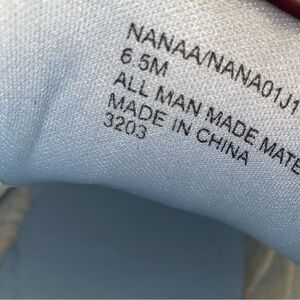 NANAA/NANA01J1
6.5M
ALL MAN MADE MATE
MADE IN CHINA
3203